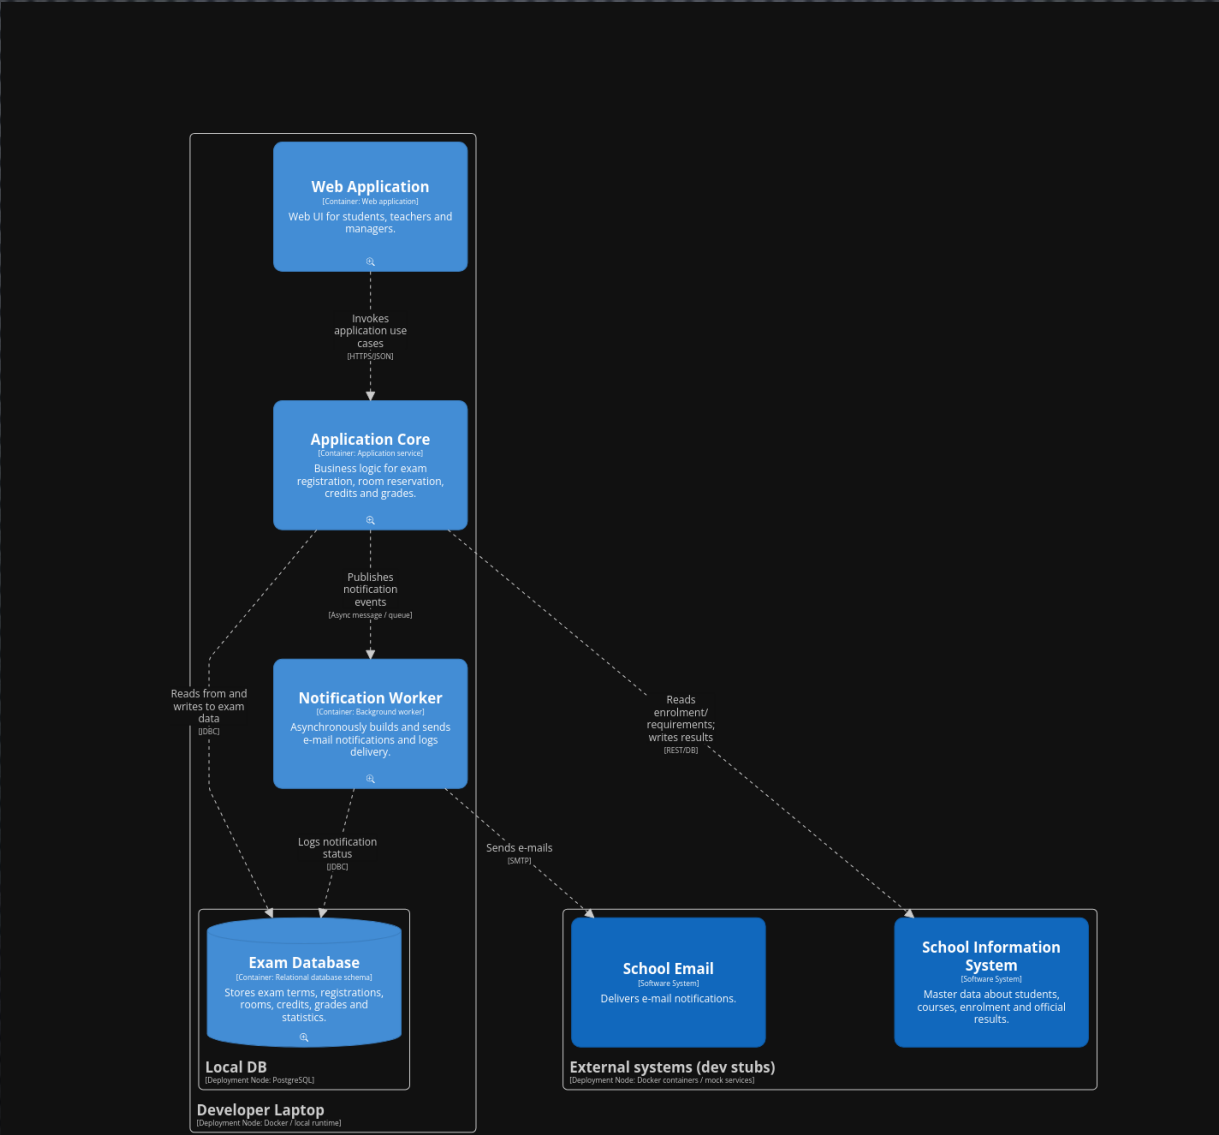 Web Application
[Container: Web application]
Web UI for students, teachers and
managers.
Invokes
application use
cases
[HTTPS/JSON]
Application Core
[Container: Application service]
Business logic for exam
registration, room reservation,
credits and grades.
Publishes
notification
events
[Async message / queue]
Reads from and
writes to exam
data
[JDBC]
Notification Worker
[Container: Background worker]
Asynchronously builds and sends
e-mail notifications and logs
delivery.
Reads
enrolment/
requirements;
writes results
[REST/DB]
Logs notification
status
[JDBC]
Sends e-mails
[SMTP]
Exam Database
[Container: Relational database schema]
Stores exam terms, registrations,
rooms, credits, grades and
statistics.
Local DB
[Deployment Node: PostgreSQL]
Developer Laptop
[Deployment Node: Docker / local runtime]
School Email
[Software System]
Delivers e-mail notifications.
School Information
System
[Software System]
Master data about students,
courses, enrolment and official
results.
External systems (dev stubs)
[Deployment Node: Docker containers / mock services]